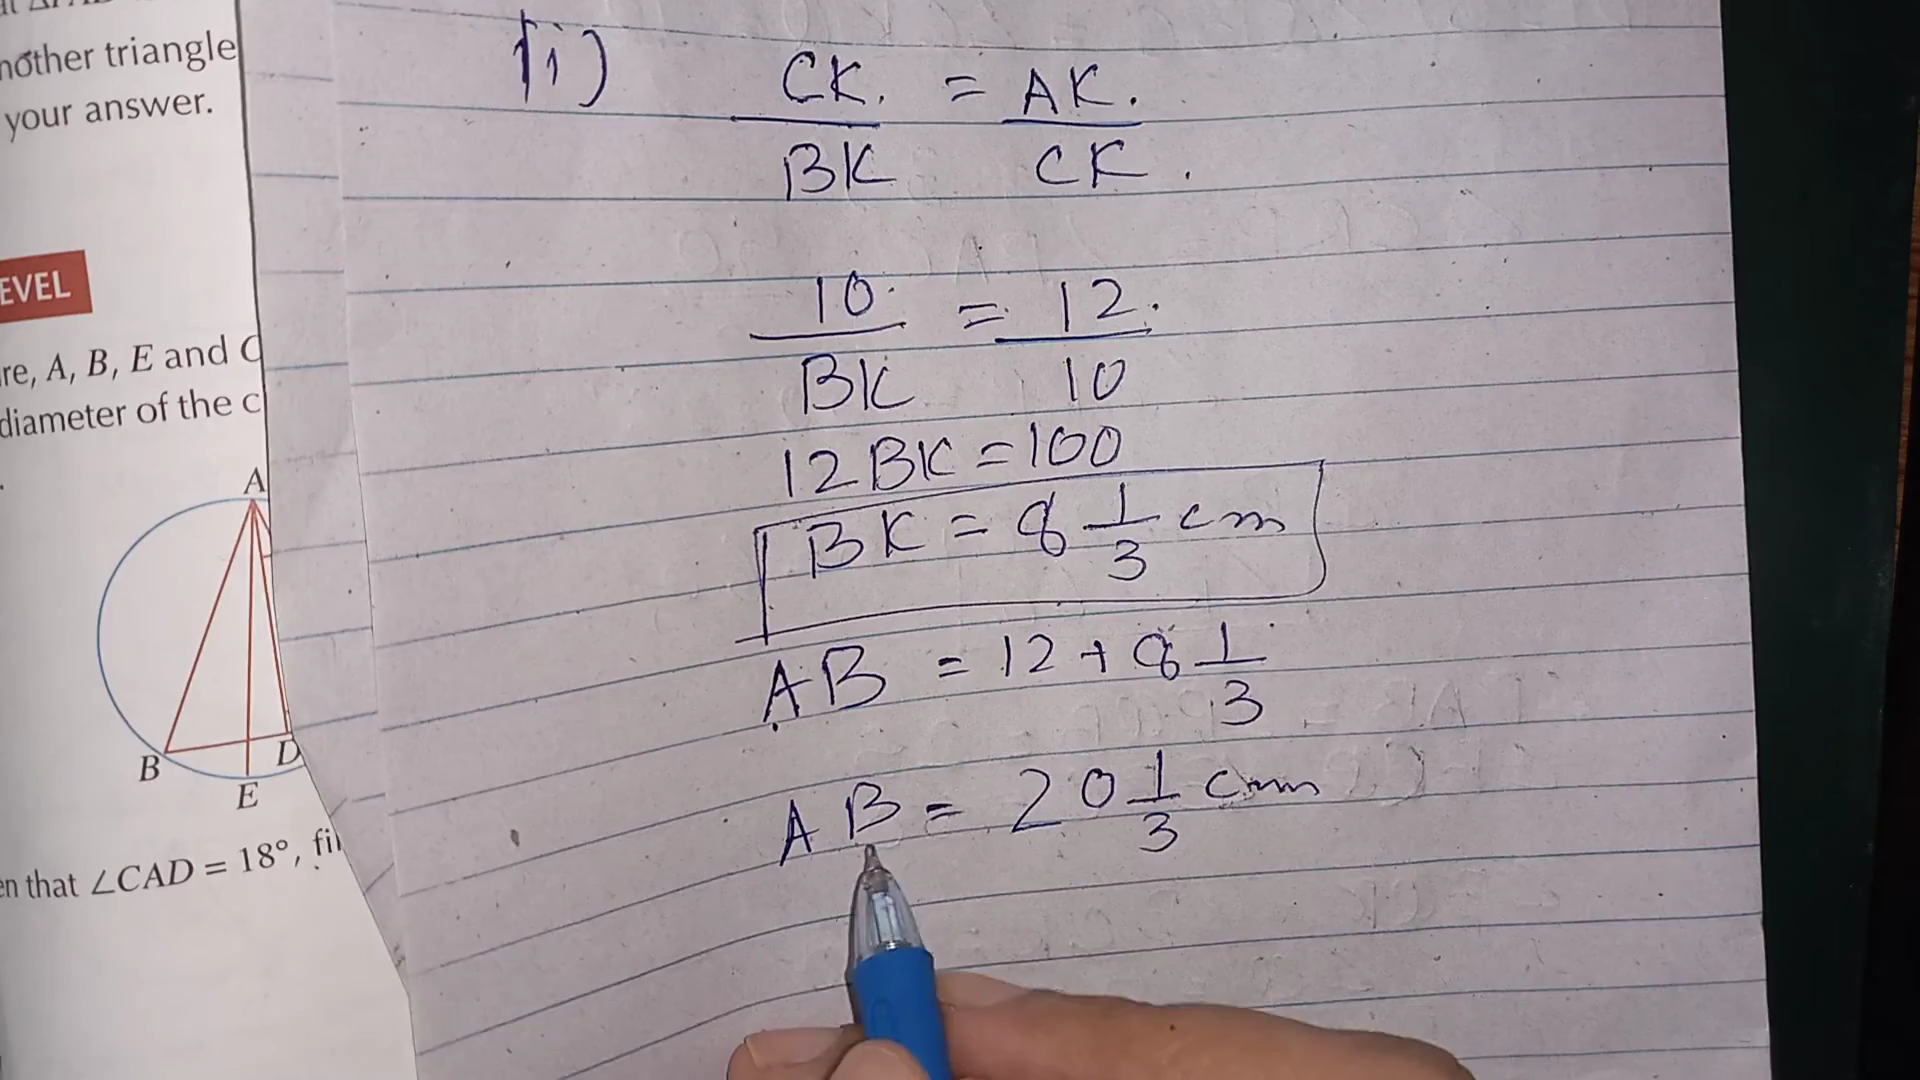 nother triangle
your answer.
EVEL
re, A, B, E and C
diameter of the c
A
B
D
E
en that ∠CAD = 18°, fi
ii)
CK. = AK.
BK CK.
10 = 12.
BK 10
12BK = 100
BK = 8 1/3 cm
AB = 12 + 8 1/3
AB = 20 1/3 cm